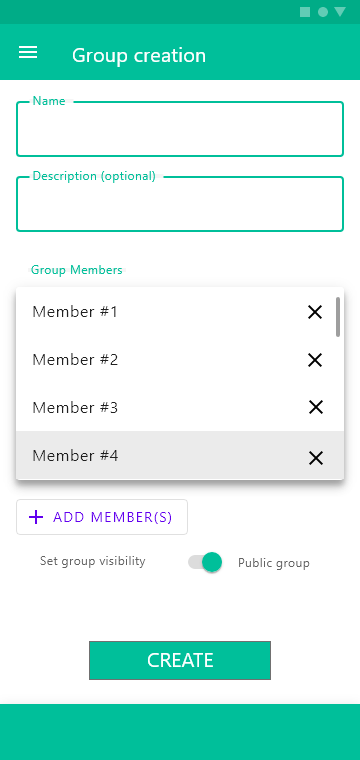 Group creation
Name
Description (optional)
Group Members
Member #1
Member #2
Member #3
Member #4
ADD MEMBER(S)
Set group visibility
Public group
CREATE